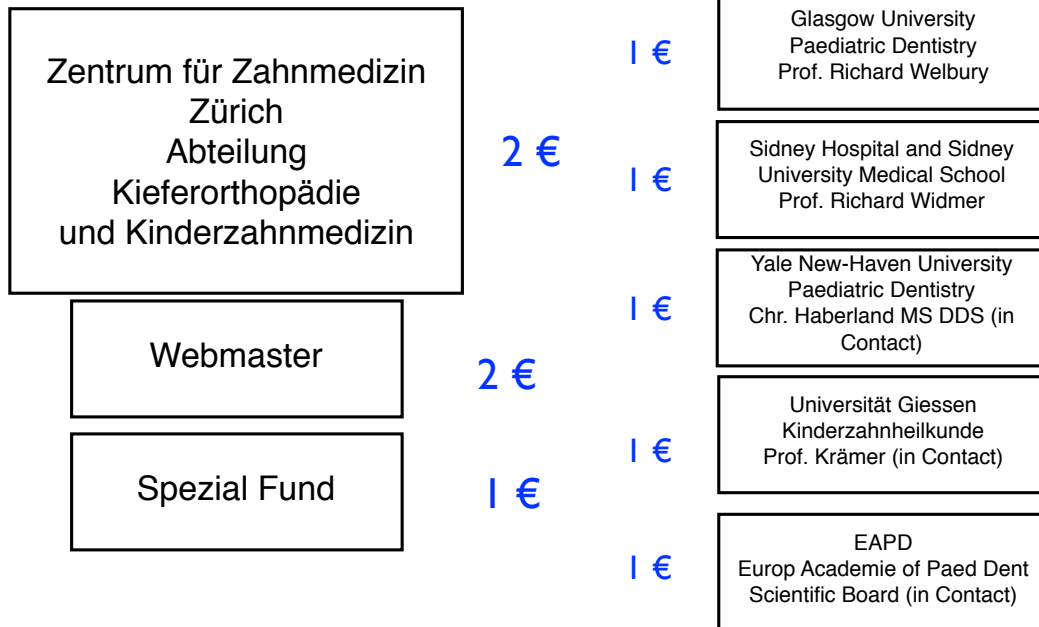 Zentrum für Zahnmedizin
Zürich
Abteilung
Kieferorthopädie
und Kinderzahnmedizin
2 €
Webmaster
2 €
Spezial Fund
1 €
1 €
Glasgow University
Paediatric Dentistry
Prof. Richard Welbury
1 €
Sidney Hospital and Sidney
University Medical School
Prof. Richard Widmer
1 €
Yale New-Haven University
Paediatric Dentistry
Chr. Haberland MS DDS (in
Contact)
1 €
Universität Giessen
Kinderzahnheilkunde
Prof. Krämer (in Contact)
1 €
EAPD
Europ Academie of Paed Dent
Scientific Board (in Contact)